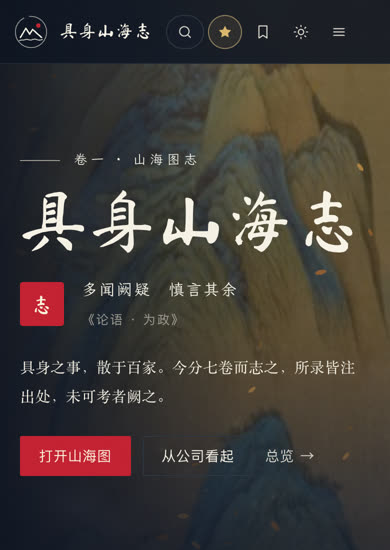 具身山海志
卷一 · 山海图志
具身山海志
志
多闻阙疑　慎言其余
《论语 · 为政》
具身之事，散于百家。今分七卷而志之，所录皆注
出处，未可考者阙之。
打开山海图
从公司看起
总览 →